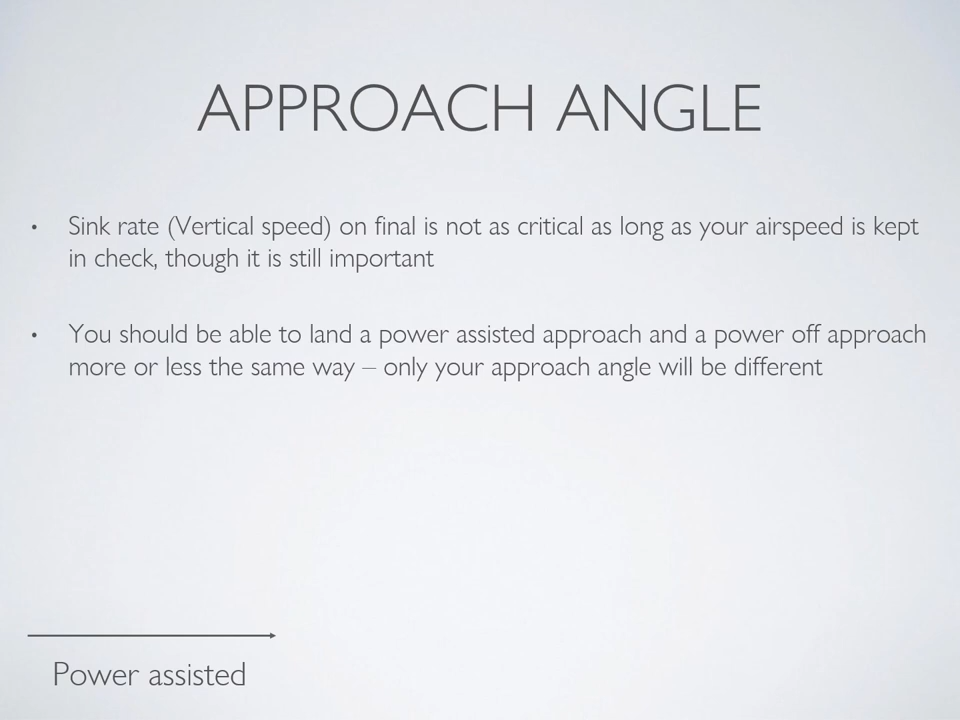 APPROACH ANGLE
• Sink rate (Vertical speed) on final is not as critical as long as your airspeed is kept
in check, though it is still important
• You should be able to land a power assisted approach and a power off approach
more or less the same way – only your approach angle will be different
Power assisted